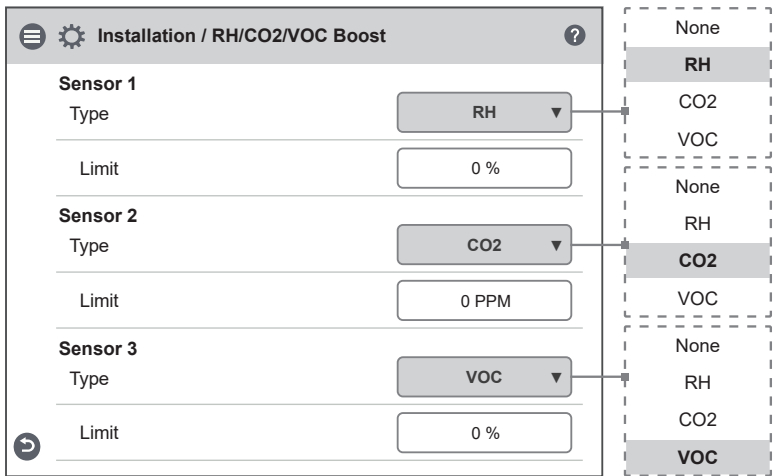 Installation / RH/CO2/VOC Boost
?
Sensor 1
Type
RH
Limit
0 %
Sensor 2
Type
CO2
Limit
0 PPM
Sensor 3
Type
VOC
Limit
0 %
None
RH
CO2
VOC
None
RH
CO2
VOC
None
RH
CO2
VOC